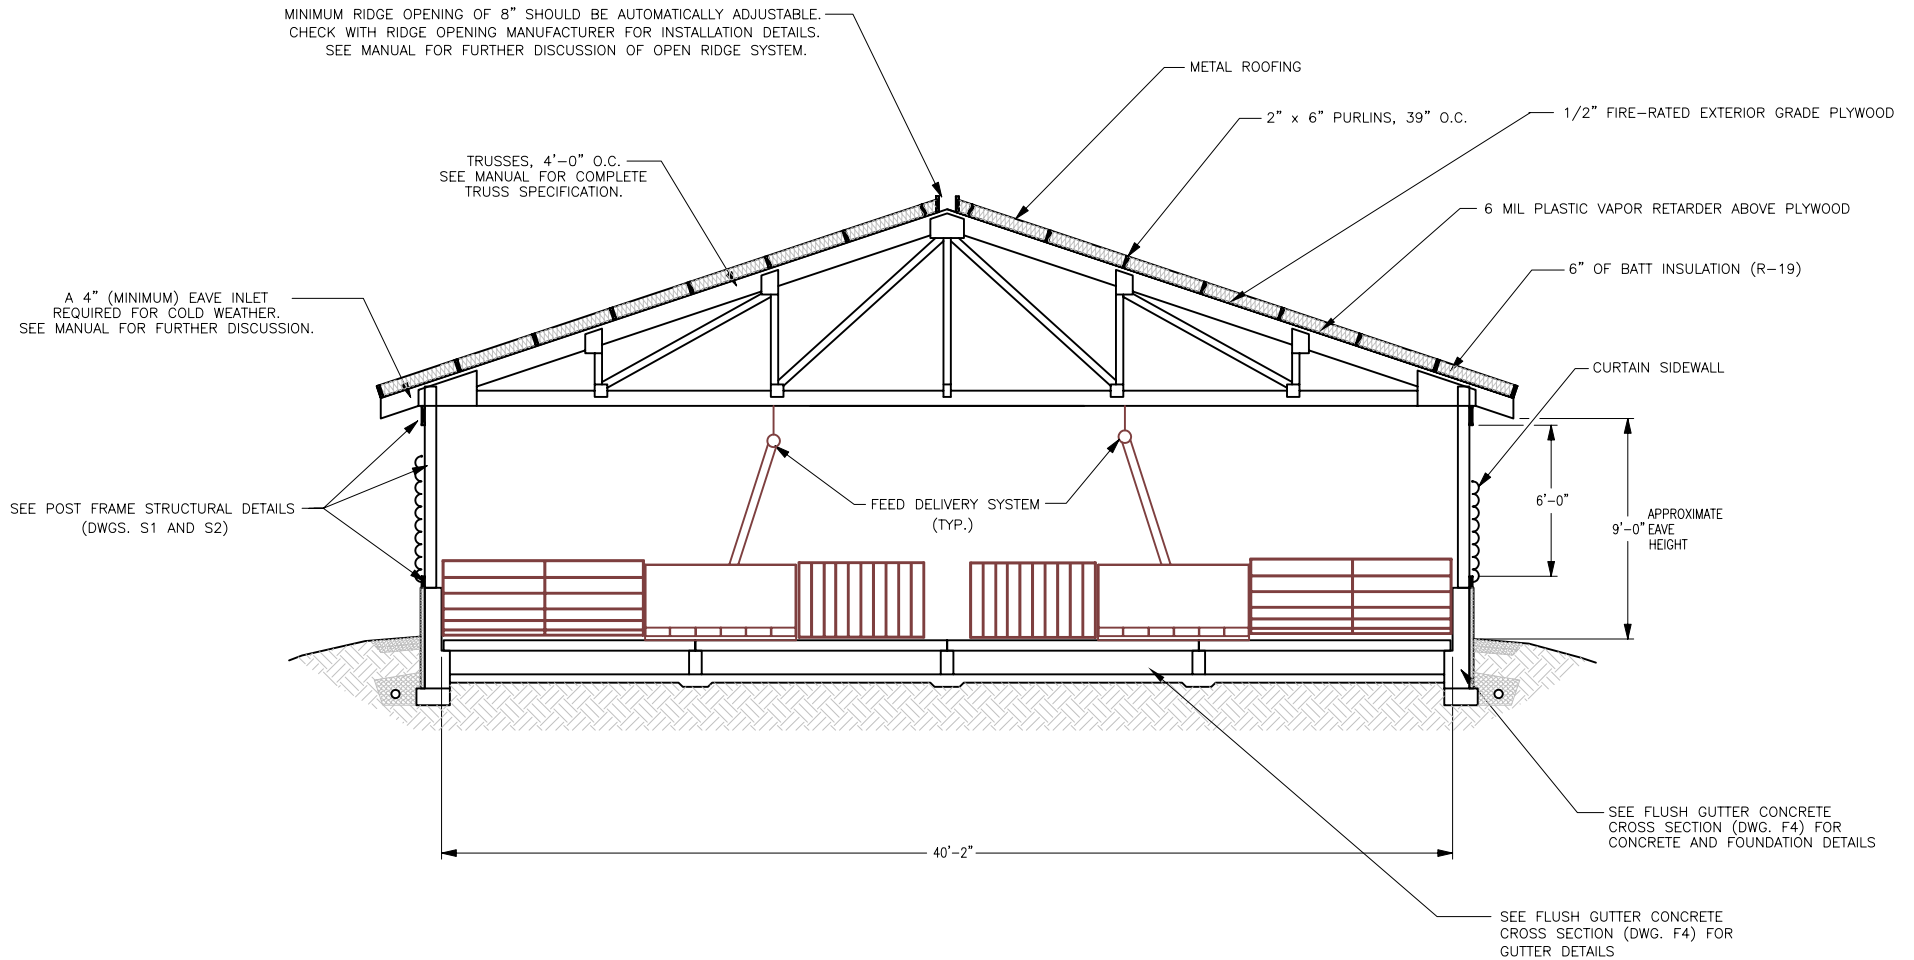 MINIMUM RIDGE OPENING OF 8" SHOULD BE AUTOMATICALLY ADJUSTABLE.
CHECK WITH RIDGE OPENING MANUFACTURER FOR INSTALLATION DETAILS.
SEE MANUAL FOR FURTHER DISCUSSION OF OPEN RIDGE SYSTEM.
METAL ROOFING
2" x 6" PURLINS, 39" O.C.
1/2" FIRE-RATED EXTERIOR GRADE PLYWOOD
TRUSSES, 4'-0" O.C.
SEE MANUAL FOR COMPLETE
TRUSS SPECIFICATION.
6 MIL PLASTIC VAPOR RETARDER ABOVE PLYWOOD
6" OF BATT INSULATION (R-19)
A 4" (MINIMUM) EAVE INLET
REQUIRED FOR COLD WEATHER.
SEE MANUAL FOR FURTHER DISCUSSION.
CURTAIN SIDEWALL
SEE POST FRAME STRUCTURAL DETAILS
(DWGS. S1 AND S2)
FEED DELIVERY SYSTEM
(TYP.)
6'-0"
9'-0"
APPROXIMATE
EAVE
HEIGHT
40'-2"
SEE FLUSH GUTTER CONCRETE
CROSS SECTION (DWG. F4) FOR
CONCRETE AND FOUNDATION DETAILS
SEE FLUSH GUTTER CONCRETE
CROSS SECTION (DWG. F4) FOR
GUTTER DETAILS